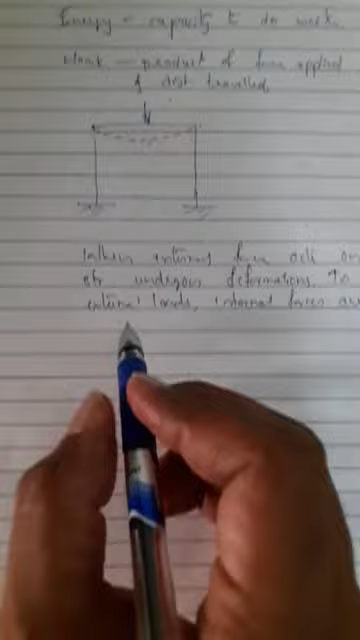 Energy - capacity to do work
Work - product of force applied
& dist travelled
When external force acts on
str undergoes deformations. To
external loads, internal forces are